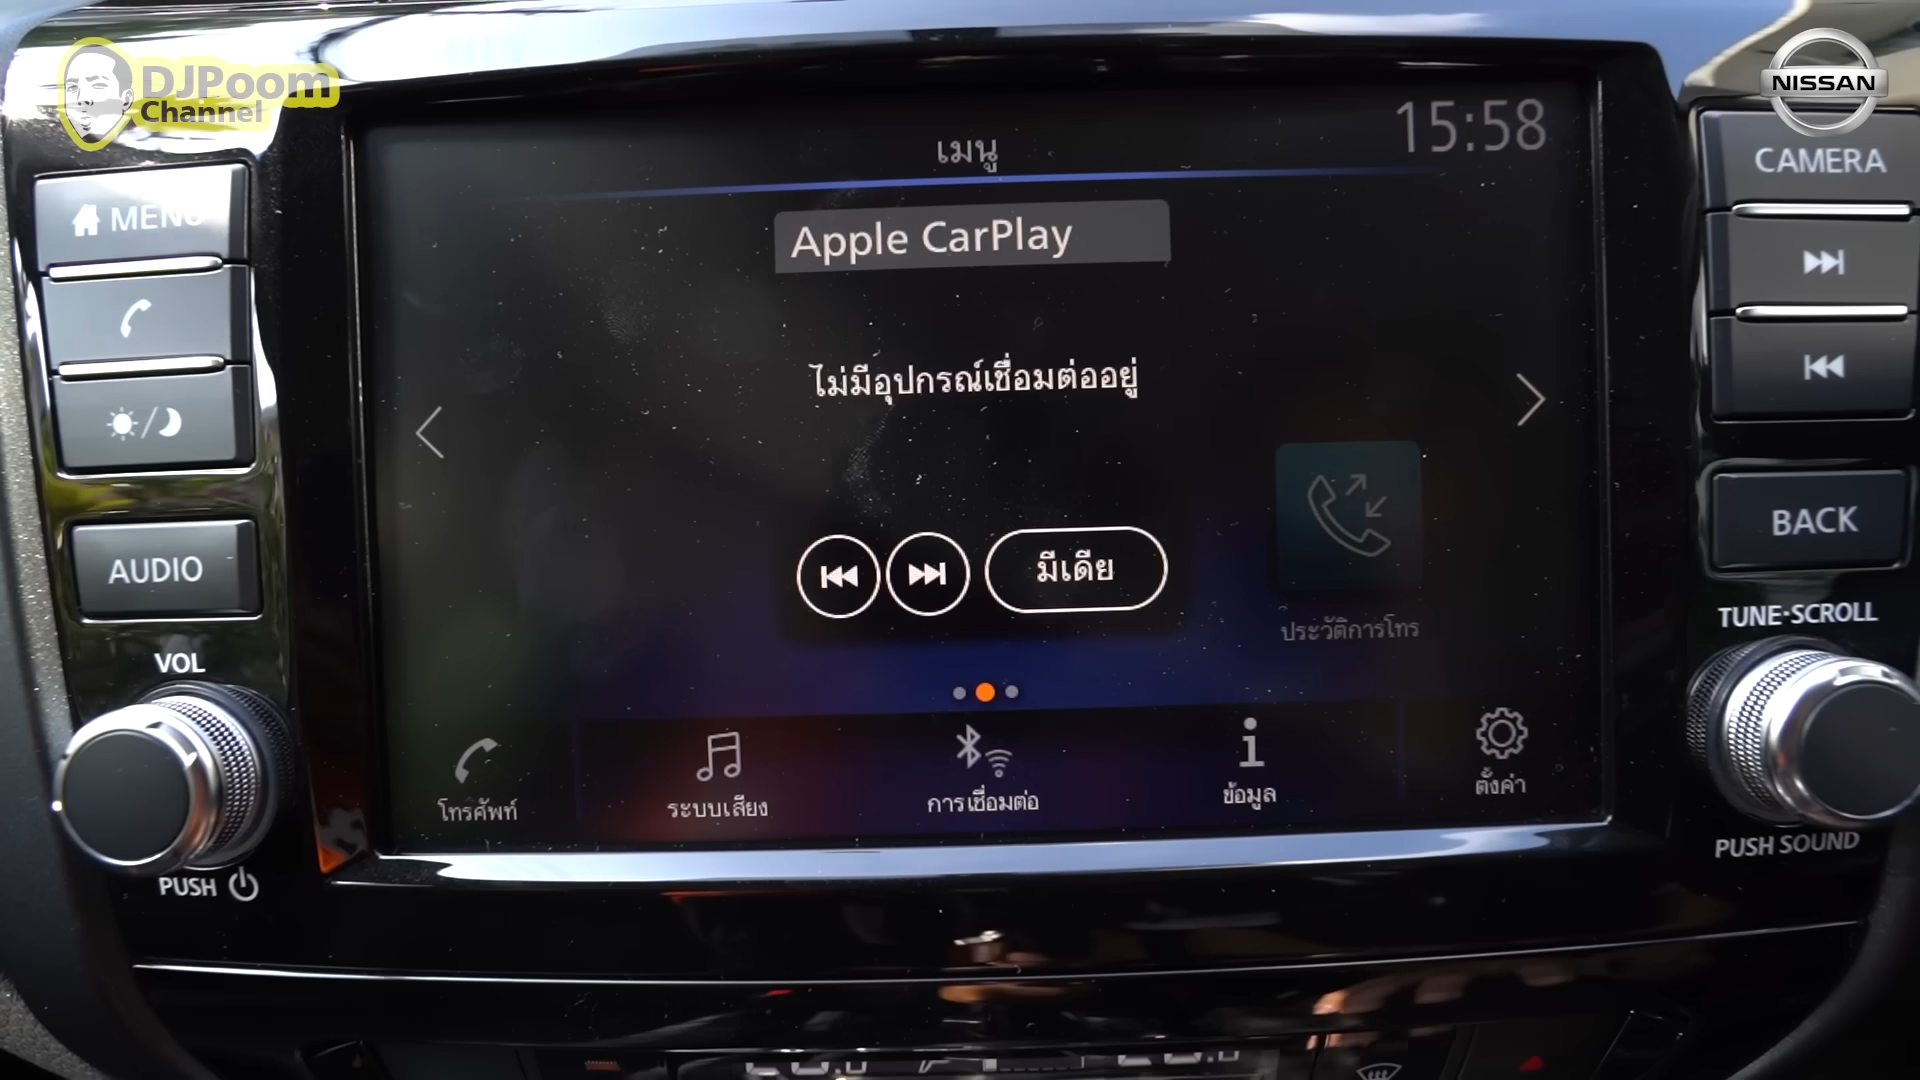 DJPoom
Channel
NISSAN
เมนู
15:58
CAMERA
MENU
Apple CarPlay
ไม่มีอุปกรณ์เชื่อมต่ออยู่
BACK
AUDIO
มีเดีย
ประวัติการโทร
TUNE·SCROLL
VOL
โทรศัพท์
ระบบเสียง
การเชื่อมต่อ
ข้อมูล
ตั้งค่า
PUSH SOUND
PUSH